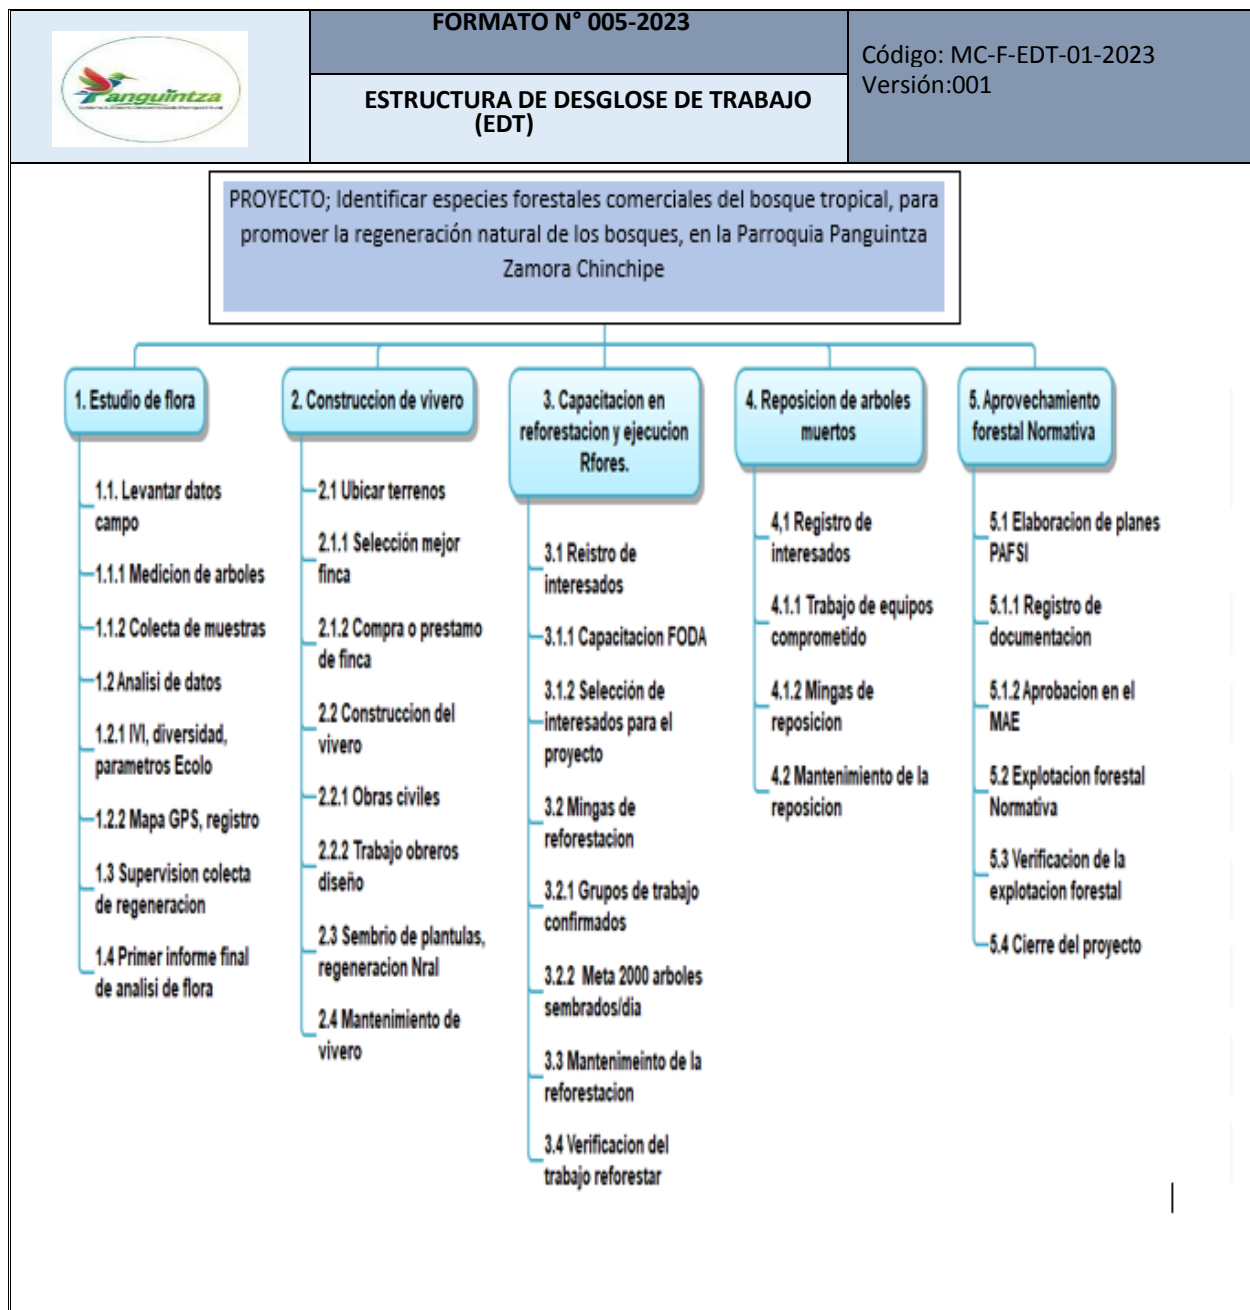 FORMATO N° 005-2023
Código: MC-F-EDT-01-2023
Versión:001
Panguintza
ESTRUCTURA DE DESGLOSE DE TRABAJO
(EDT)
PROYECTO; Identificar especies forestales comerciales del bosque tropical, para
promover la regeneración natural de los bosques, en la Parroquia Panguintza
Zamora Chinchipe
1. Estudio de flora
1.1. Levantar datos
campo
1.1.1 Medicion de arboles
1.1.2 Colecta de muestras
1.2 Analisi de datos
1.2.1 IVI, diversidad,
parametros Ecolo
1.2.2 Mapa GPS, registro
1.3 Supervision colecta
de regeneracion
1.4 Primer informe final
de analisi de flora
2. Construccion de vivero
2.1 Ubicar terrenos
2.1.1 Selección mejor
finca
2.1.2 Compra o prestamo
de finca
2.2 Construccion del
vivero
2.2.1 Obras civiles
2.2.2 Trabajo obreros
diseño
2.3 Sembrio de plantulas,
regeneracion Nral
2.4 Mantenimiento de
vivero
3. Capacitacion en
reforestacion y ejecucion
Rfores.
3.1 Reistro de
interesados
3.1.1 Capacitacion FODA
3.1.2 Selección de
interesados para el
proyecto
3.2 Mingas de
reforestacion
3.2.1 Grupos de trabajo
confirmados
3.2.2 Meta 2000 arboles
sembrados/dia
3.3 Mantenimeinto de la
reforestacion
3.4 Verificacion del
trabajo reforestar
4. Reposicion de arboles
muertos
4,1 Registro de
interesados
4.1.1 Trabajo de equipos
comprometido
4.1.2 Mingas de
reposicion
4.2 Mantenimiento de la
reposicion
5. Aprovechamiento
forestal Normativa
5.1 Elaboracion de planes
PAFSI
5.1.1 Registro de
documentacion
5.1.2 Aprobacion en el
MAE
5.2 Explotacion forestal
Normativa
5.3 Verificacion de la
explotacion forestal
5.4 Cierre del proyecto